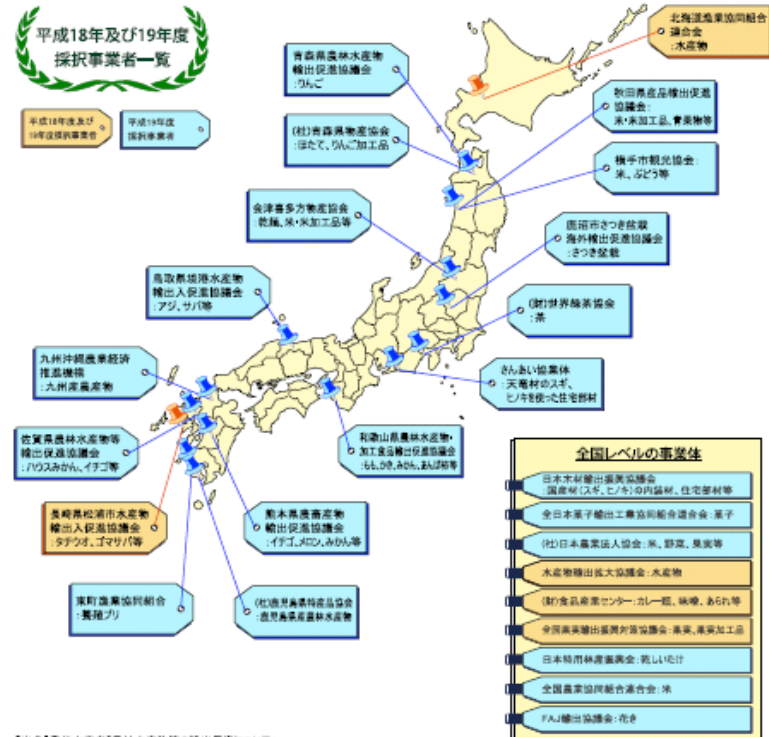 平成18年及び19年度
採択事業者一覧
平成18年度及び
19年度採択事業者
平成19年度
採択事業者
北海道漁業協同組合
連合会
:水産物
青森県農林水産物
輸出促進協議会
:りんご
秋田県産品輸出促進
協議会:
米・米加工品、青果物等
(社)青森県物産協会
:ほたて、りんご加工品
横手市観光協会:
米、ぶどう等
会津喜多方物産協会
:乾麺、米・米加工品等
鹿沼市さつき盆栽
海外輸出促進協議会
:さつき盆栽
鳥取県境港水産物
輸出入促進協議会
:アジ、サバ等
(財)世界緑茶協会
:茶
九州沖縄農業経済
推進機構
:九州産農産物
さんあい協業体
:天竜材のスギ、
ヒノキを使った住宅部材
佐賀県農林水産物等
輸出促進協議会
:ハウスみかん、イチゴ等
和歌山県農林水産物・
加工食品輸出促進協議会
:もも、かき、みかん、あんぽ柿等
長崎県松浦市水産物
輸出入促進協議会
:タチウオ、ゴマサバ等
熊本県農畜産物
輸出促進協議会
:イチゴ、メロン、みかん等
東町漁業協同組合
:養殖ブリ
(社)鹿児島県特産品協会
:鹿児島県産農林水産物
全国レベルの事業体
日本木材輸出振興協議会
:国産材(スギ、ヒノキ)の内装材、住宅部材等
全日本菓子輸出工業協同組合連合会:菓子
(社)日本農業法人協会:米、野菜、果実等
水産物輸出拡大協議会:水産物
(財)食品産業センター:カレー類、味噌、あられ等
全国果実輸出振興対策協議会:果実、果実加工品
日本特用林産振興会:乾しいたけ
全国農業協同組合連合会:米
FAJ輸出協議会:花き